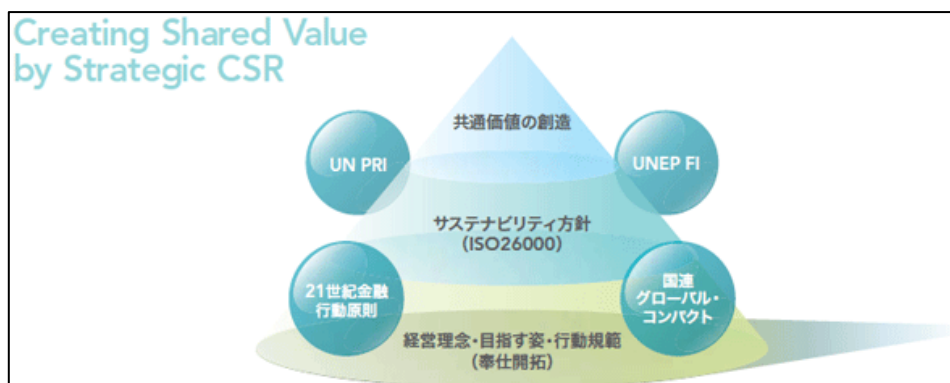 Creating Shared Value
by Strategic CSR
共通価値の創造
UN PRI
UNEP FI
サステナビリティ方針
(ISO26000)
21世紀金融
行動原則
国連
グローバル・
コンパクト
経営理念・目指す姿・行動規範
(奉仕開拓)